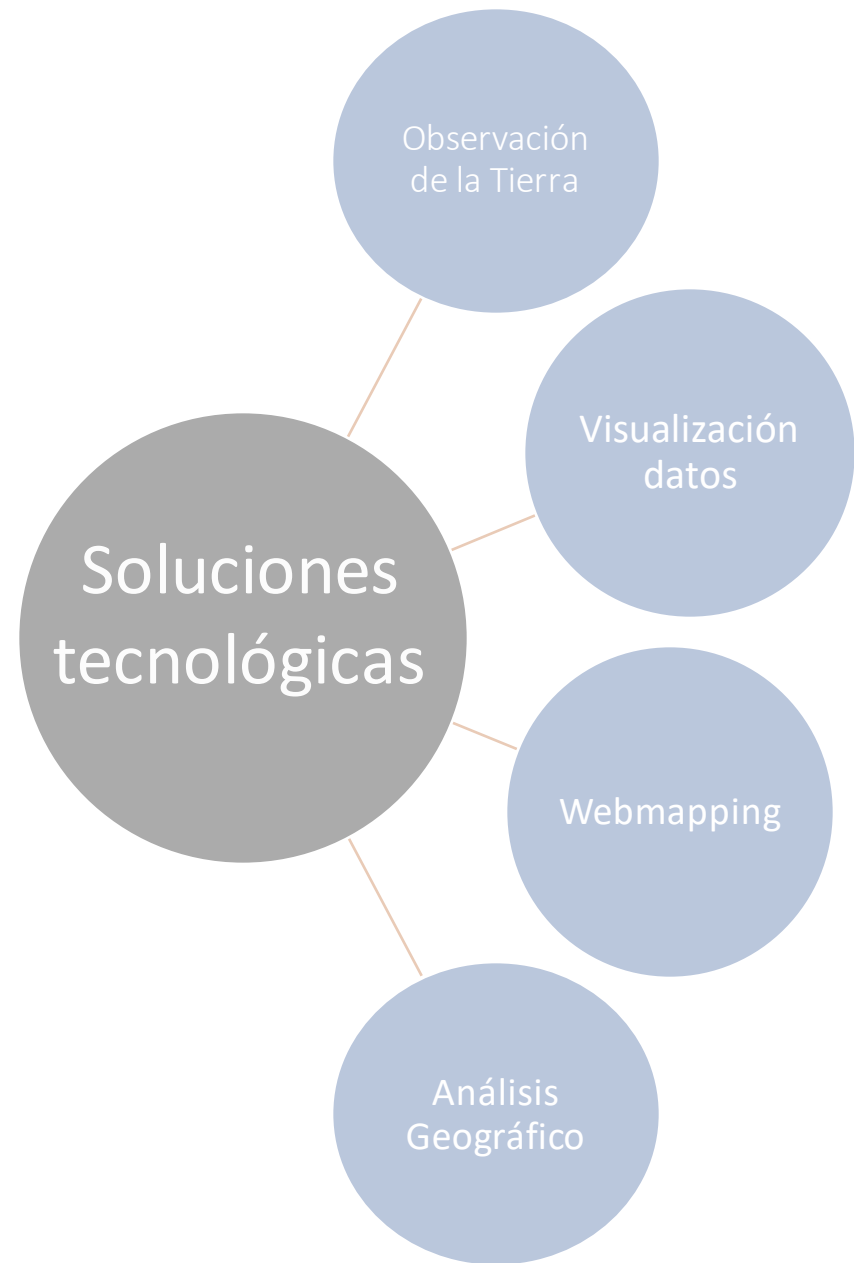 Observación
de la Tierra
Visualización
datos
Soluciones
tecnológicas
Webmapping
Análisis
Geográfico